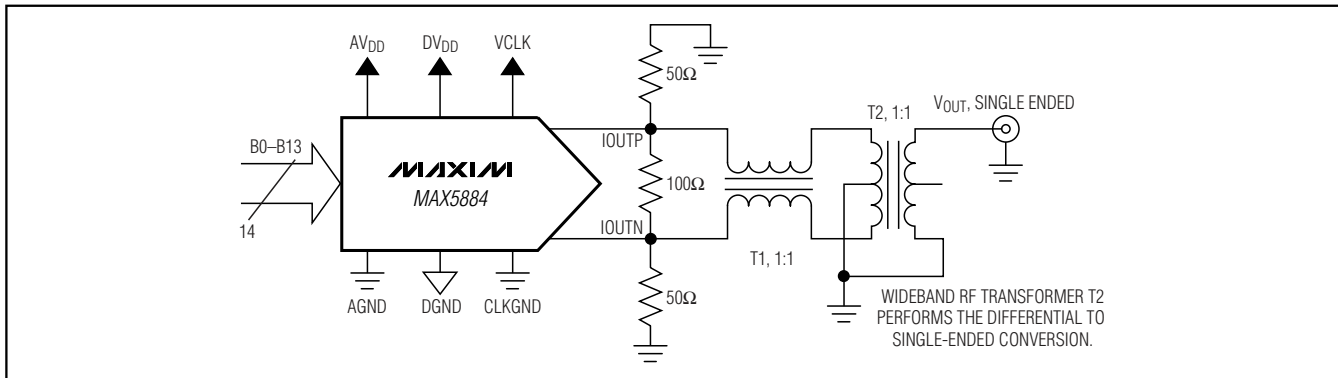 AVDD DVDD VCLK
50Ω
T2, 1:1
VOUT, SINGLE ENDED
IOUTP
B0–B13
MAXIM
MAX5884
100Ω
14
IOUTN
T1, 1:1
50Ω
AGND DGND CLKGND
WIDEBAND RF TRANSFORMER T2
PERFORMS THE DIFFERENTIAL TO
SINGLE-ENDED CONVERSION.